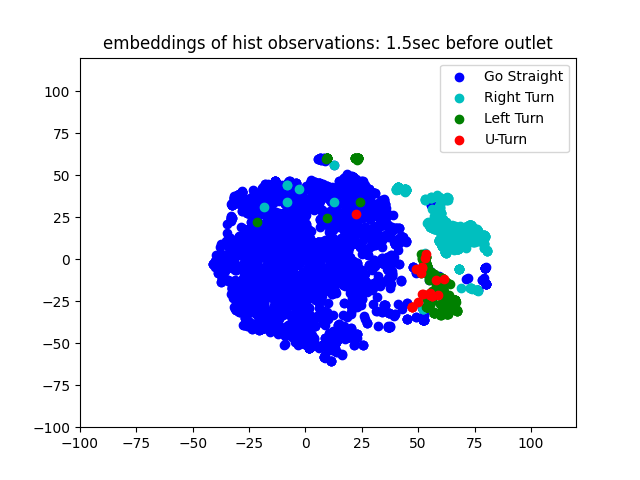 embeddings of hist observations: 1.5sec before outlet
Go Straight
Right Turn
Left Turn
U-Turn
100
75
50
25
0
−25
−50
−75
−100
−100 −75 −50 −25 0 25 50 75 100